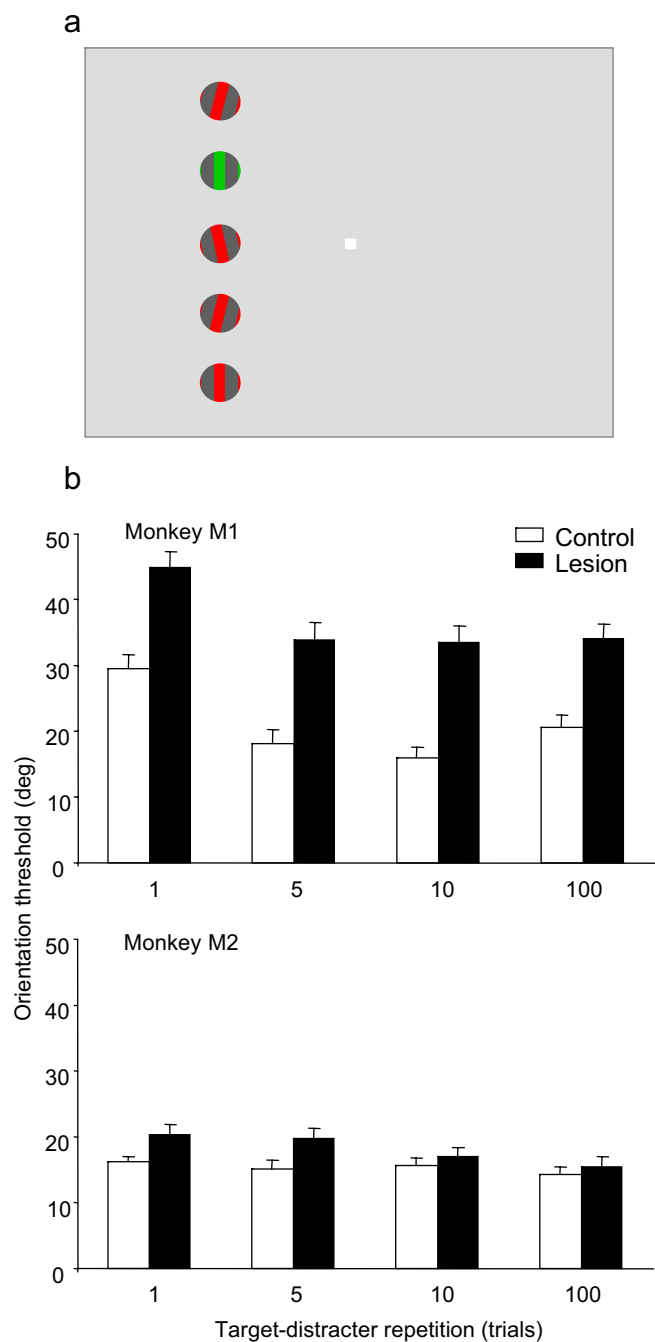 a
b
Monkey M1
Control
Lesion
50
40
30
20
10
0
1 5 10 100
Orientation threshold (deg)
Monkey M2
50
40
30
20
10
0
1 5 10 100
Target-distracter repetition (trials)